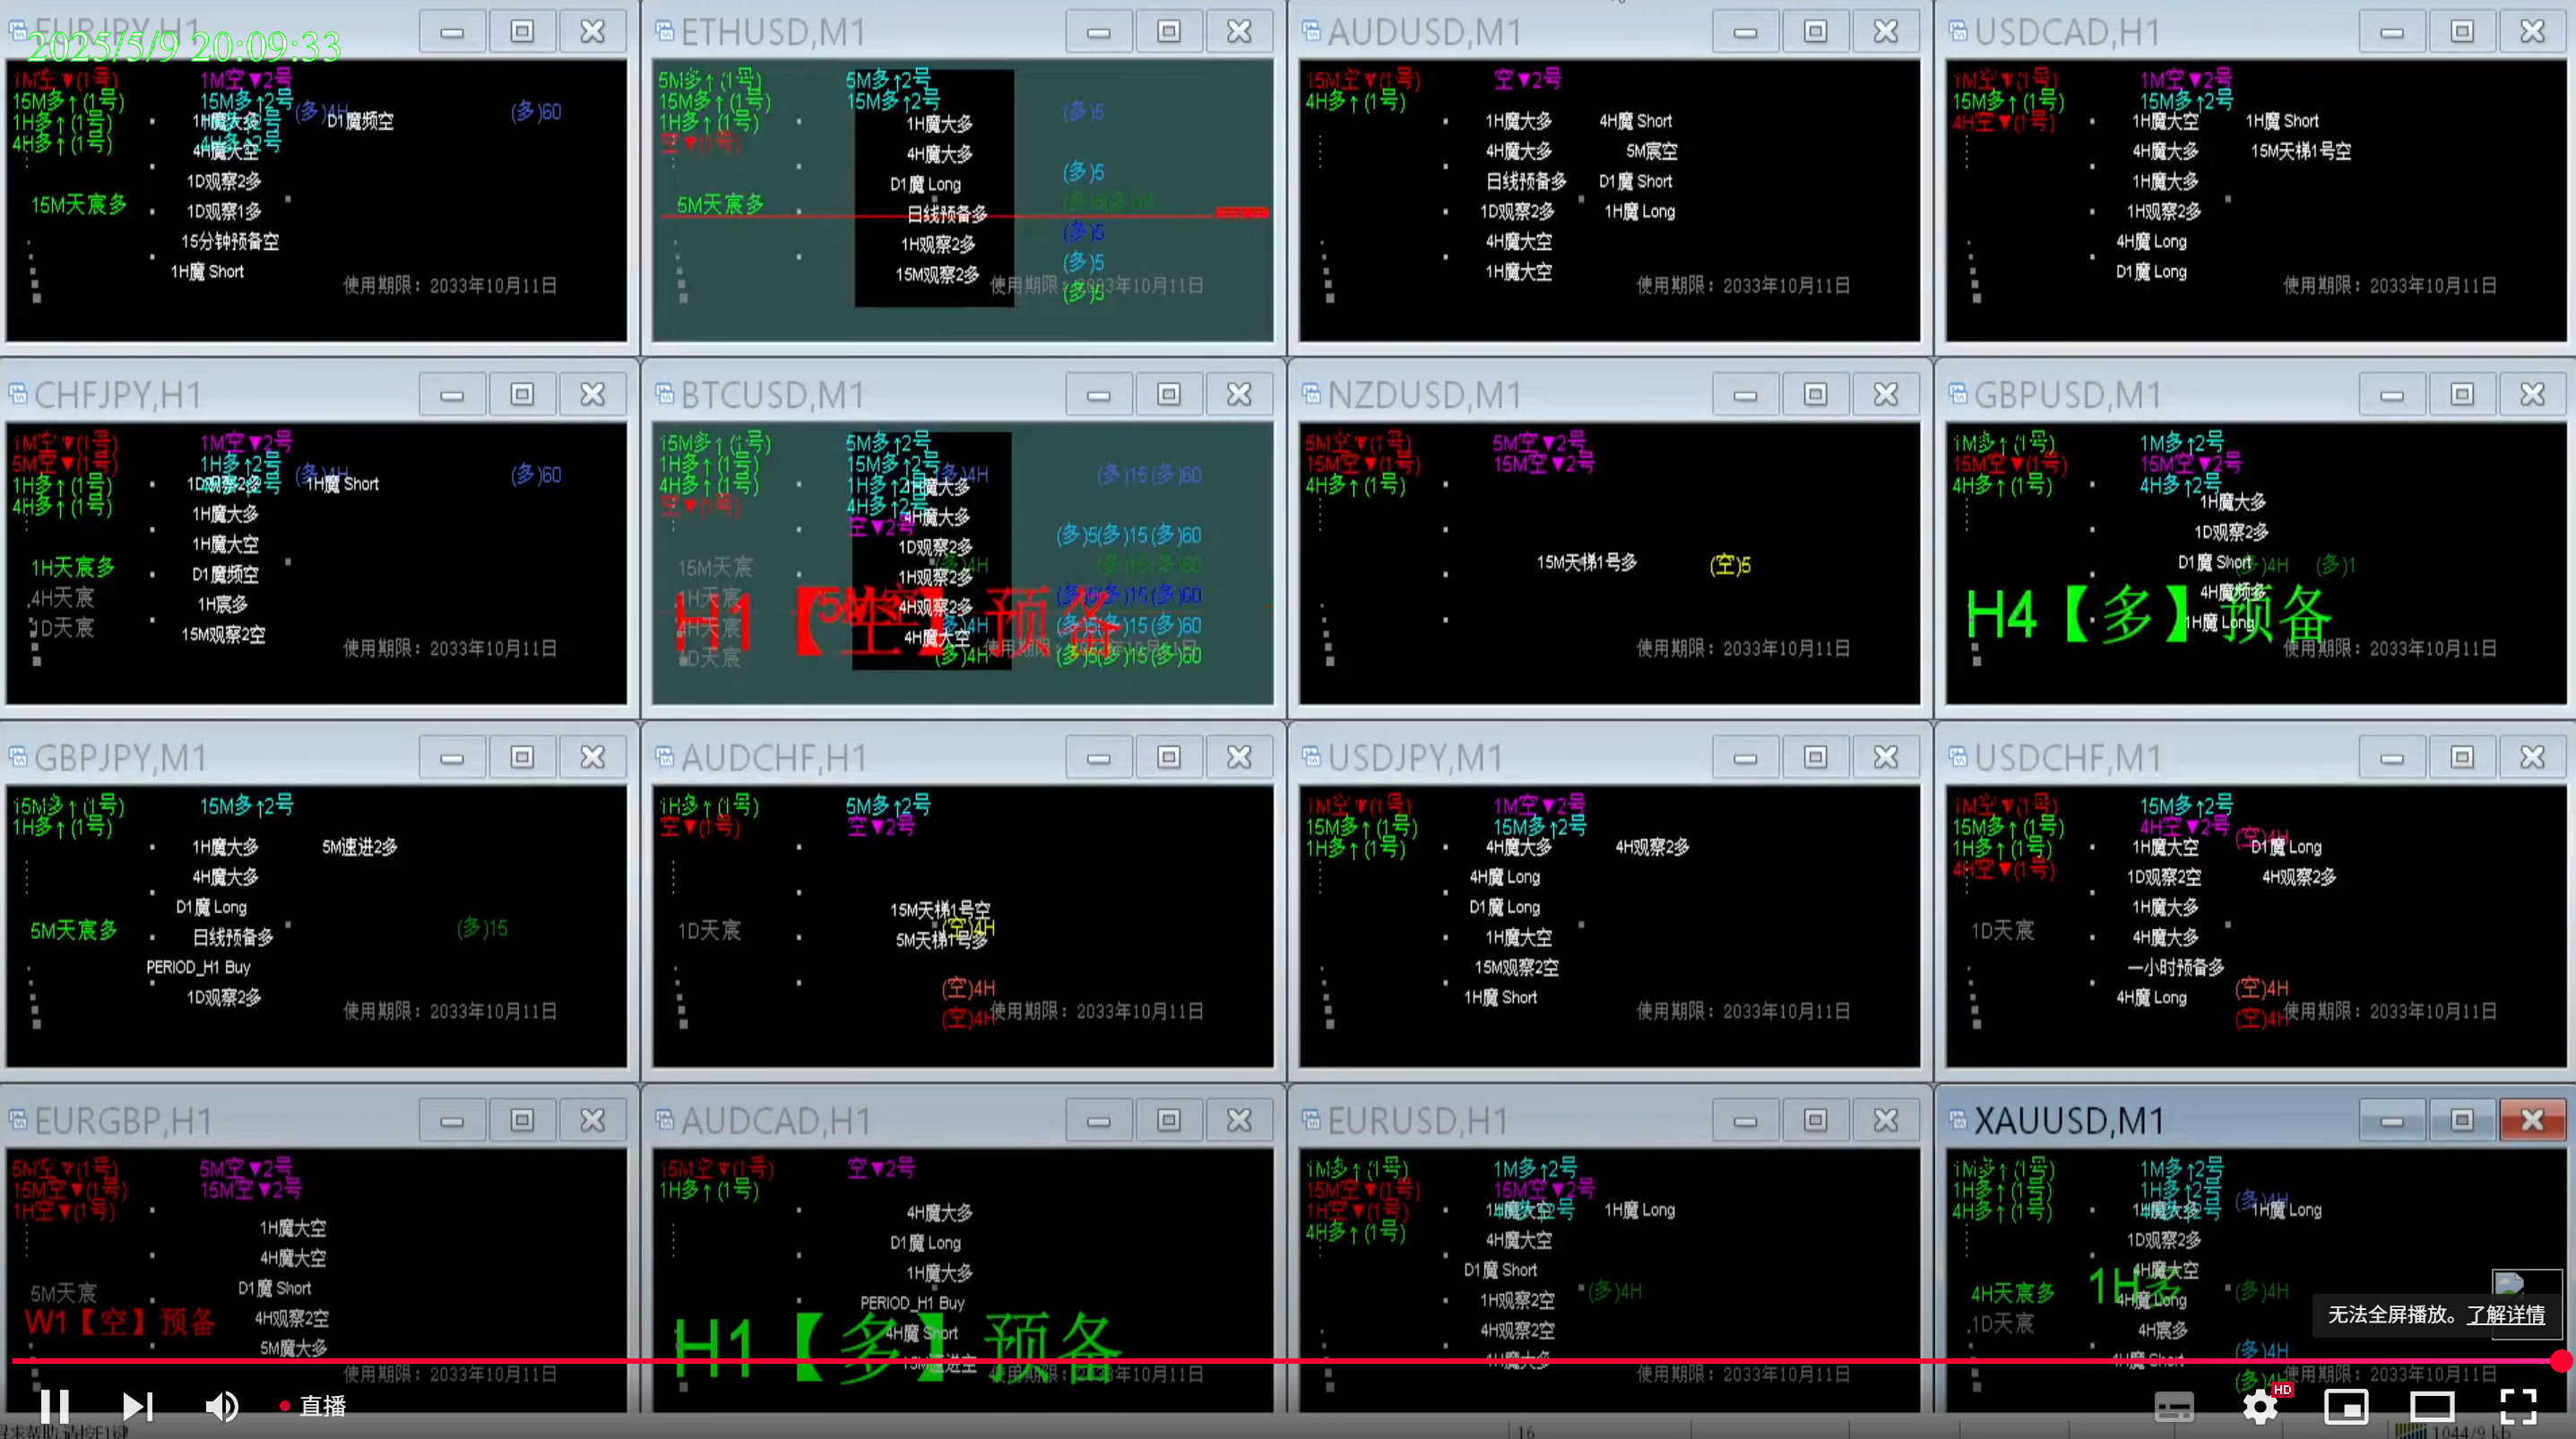 EURJPY,H1
2025/5/9 20:09:33
1M空▼(1号)
1M空▼2号
15M多↑(1号)
15M多↑2号
1H多↑(1号)
4H多↑(1号)
(多)4H
(多)60
1H魔大多
D1魔频空
4H魔大空
1D观察2多
15M天宸多
1D观察1多
15分钟预备空
1H魔 Short
使用期限：2033年10月11日
ETHUSD,M1
5M多↑(1号)
5M多↑2号
15M多↑(1号)
15M多↑2号
1H多↑(1号)
空▼(1号)
(多)5
1H魔大多
4H魔大多
(多)5
D1魔 Long
5M天宸多
日线预备多
(多)5
1H观察2多
(多)5
15M观察2多
(多)5
使用期限：2033年10月11日
AUDUSD,M1
15M空▼(1号)
空▼2号
4H多↑(1号)
1H魔大多
4H魔 Short
4H魔大多
5M宸空
日线预备多
D1魔 Short
1D观察2多
1H魔 Long
4H魔大空
1H魔大空
使用期限：2033年10月11日
USDCAD,H1
1M空▼(1号)
1M空▼2号
15M多↑(1号)
15M多↑2号
4H空▼(1号)
1H魔大空
1H魔 Short
4H魔大多
15M天梯1号空
1H魔大多
1H观察2多
4H魔 Long
D1魔 Long
使用期限：2033年10月11日
CHFJPY,H1
1M空▼(1号)
1M空▼2号
5M空▼(1号)
1H多↑2号
1H多↑(1号)
4H多↑(1号)
(多)4H
(多)60
1D观察2多
1H魔 Short
1H魔大多
1H魔大空
1H天宸多
D1魔频空
4H天宸
1H宸多
1D天宸
15M观察2空
使用期限：2033年10月11日
BTCUSD,M1
15M多↑(1号)
5M多↑2号
1H多↑(1号)
15M多↑2号
4H多↑(1号)
1H多↑2号
空▼(1号)
4H多↑2号
空▼2号
(多)4H
(多)15(多)60
1H魔大多
4H魔大多
(多)5(多)15(多)60
1D观察2多
15M天宸
(多)4H
(多)15(多)60
1H观察2多
1H天宸
4H观察2多
(多)5(多)15(多)60
4H天宸
4H魔大空
(多)4H
(多)5(多)15(多)60
1D天宸
(多)4H
(多)5(多)15(多)60
H1【空】预备
NZDUSD,M1
5M空▼(1号)
5M空▼2号
15M空▼(1号)
15M空▼2号
4H多↑(1号)
15M天梯1号多
(空)5
使用期限：2033年10月11日
GBPUSD,M1
1M多↑(1号)
1M多↑2号
15M空▼(1号)
15M空▼2号
4H多↑(1号)
4H多↑2号
1H魔大多
1D观察2多
D1魔 Short
(多)4H
(多)1
4H魔频多
1H魔 Long
H4【多】预备
使用期限：2033年10月11日
GBPJPY,M1
15M多↑(1号)
15M多↑2号
1H多↑(1号)
1H魔大多
5M速进2多
4H魔大多
D1魔 Long
5M天宸多
日线预备多
(多)15
PERIOD_H1 Buy
1D观察2多
使用期限：2033年10月11日
AUDCHF,H1
1H多↑(1号)
5M多↑2号
空▼(1号)
空▼2号
15M天梯1号空
1D天宸
(空)4H
5M天梯1号多
(空)4H
(空)4H
使用期限：2033年10月11日
USDJPY,M1
1M空▼(1号)
1M空▼2号
15M多↑(1号)
15M多↑2号
1H多↑(1号)
4H魔大多
4H观察2多
4H魔 Long
D1魔 Long
1H魔大空
15M观察2空
1H魔 Short
使用期限：2033年10月11日
USDCHF,M1
1M空▼(1号)
15M多↑2号
15M多↑(1号)
4H空▼2号
1H多↑(1号)
4H空▼(1号)
(空)4H
1H魔大空
D1魔 Long
1D观察2空
4H观察2多
1H魔大多
1D天宸
4H魔大多
一小时预备多
4H魔 Long
(空)4H
(空)4H
使用期限：2033年10月11日
EURGBP,H1
5M空▼(1号)
5M空▼2号
15M空▼(1号)
15M空▼2号
1H空▼(1号)
1H魔大空
4H魔大空
5M天宸
D1魔 Short
W1【空】预备
4H观察2空
5M魔大多
使用期限：2033年10月11日
AUDCAD,H1
15M空▼(1号)
空▼2号
1H多↑(1号)
4H魔大多
D1魔 Long
1H魔大多
PERIOD_H1 Buy
4H魔 Short
H1【多】预备
使用期限：2033年10月11日
EURUSD,H1
1M多↑(1号)
1M多↑2号
15M空▼(1号)
15M空▼2号
1H空▼(1号)
4H多↑(1号)
1H魔大空
1H魔 Long
4H魔大空
D1魔 Short
1H观察2空
(多)4H
4H观察2空
4H魔大多
使用期限：2033年10月11日
XAUUSD,M1
1M多↑(1号)
1M多↑2号
1H多↑(1号)
1H多↑2号
4H多↑(1号)
(多)4H
1H魔大多
1H魔 Long
1D观察2多
4H魔大空
4H天宸多
1H多
4H魔 Long
(多)4H
1D天宸
4H宸多
(多)4H
4H魔 Short
使用期限：2033年10月11日
无法全屏播放。了解详情
直播
HD
16
1044/9 kb